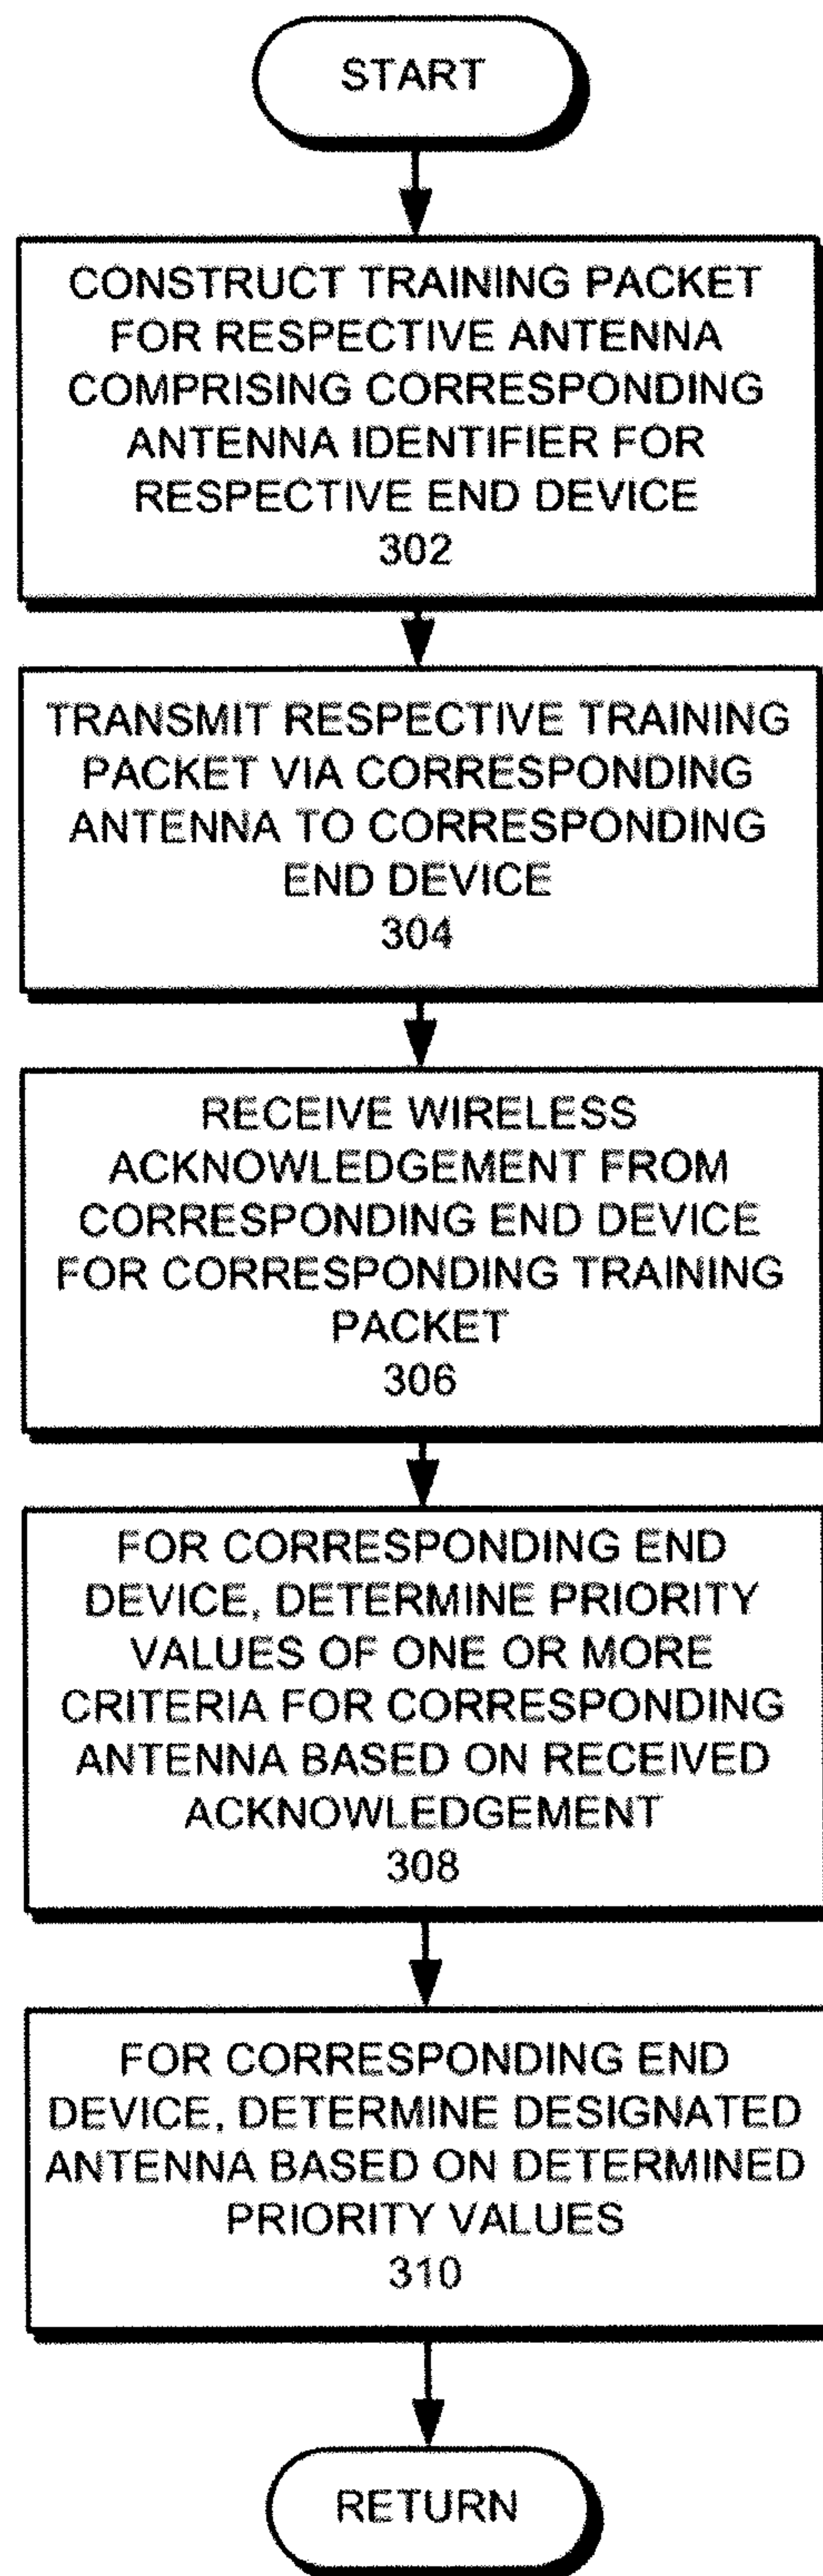 START
CONSTRUCT TRAINING PACKET
FOR RESPECTIVE ANTENNA
COMPRISING CORRESPONDING
ANTENNA IDENTIFIER FOR
RESPECTIVE END DEVICE
302
TRANSMIT RESPECTIVE TRAINING
PACKET VIA CORRESPONDING
ANTENNA TO CORRESPONDING
END DEVICE
304
RECEIVE WIRELESS
ACKNOWLEDGEMENT FROM
CORRESPONDING END DEVICE
FOR CORRESPONDING TRAINING
PACKET
306
FOR CORRESPONDING END
DEVICE, DETERMINE PRIORITY
VALUES OF ONE OR MORE
CRITERIA FOR CORRESPONDING
ANTENNA BASED ON RECEIVED
ACKNOWLEDGEMENT
308
FOR CORRESPONDING END
DEVICE, DETERMINE DESIGNATED
ANTENNA BASED ON DETERMINED
PRIORITY VALUES
310
RETURN